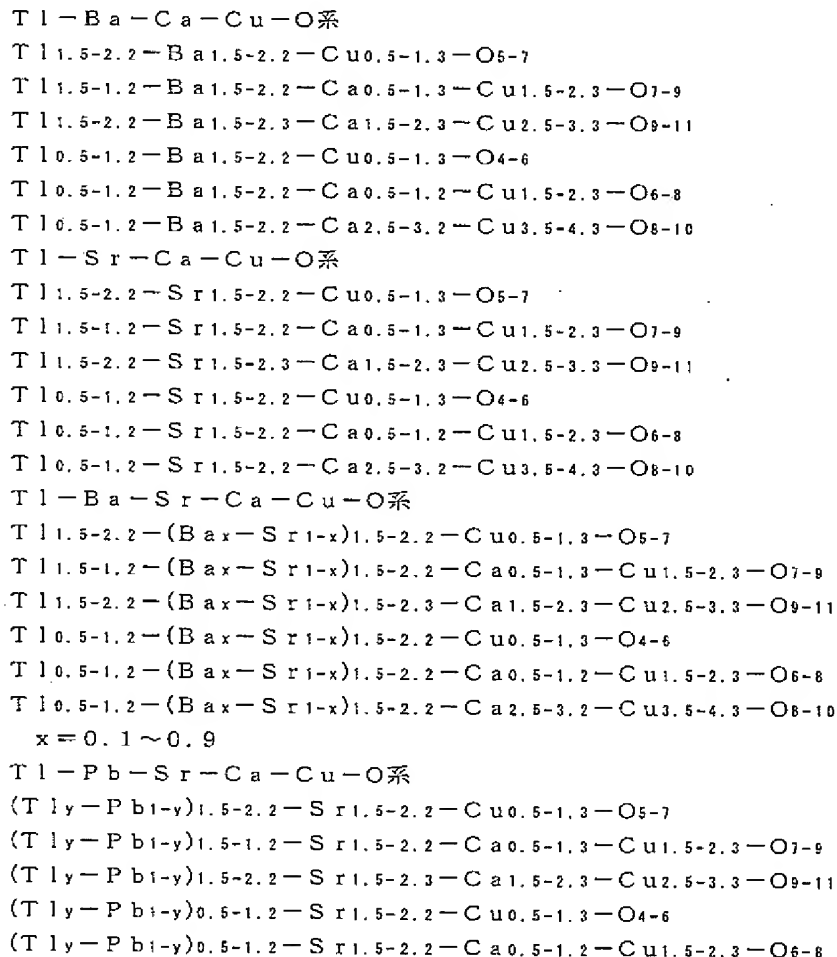 Tl－Ba－Ca－Cu－O系
Tl1.5-2.2－Ba1.5-2.2－Cu0.5-1.3－O5-7
Tl1.5-1.2－Ba1.5-2.2－Ca0.5-1.3－Cu1.5-2.3－O7-9
Tl1.5-2.2－Ba1.5-2.3－Ca1.5-2.3－Cu2.5-3.3－O9-11
Tl0.5-1.2－Ba1.5-2.2－Cu0.5-1.3－O4-6
Tl0.5-1.2－Ba1.5-2.2－Ca0.5-1.2－Cu1.5-2.3－O6-8
Tl0.5-1.2－Ba1.5-2.2－Ca2.5-3.2－Cu3.5-4.3－O8-10
Tl－Sr－Ca－Cu－O系
Tl1.5-2.2－Sr1.5-2.2－Cu0.5-1.3－O5-7
Tl1.5-1.2－Sr1.5-2.2－Ca0.5-1.3－Cu1.5-2.3－O7-9
Tl1.5-2.2－Sr1.5-2.3－Ca1.5-2.3－Cu2.5-3.3－O9-11
Tl0.5-1.2－Sr1.5-2.2－Cu0.5-1.3－O4-6
Tl0.5-1.2－Sr1.5-2.2－Ca0.5-1.2－Cu1.5-2.3－O6-8
Tl0.5-1.2－Sr1.5-2.2－Ca2.5-3.2－Cu3.5-4.3－O8-10
Tl－Ba－Sr－Ca－Cu－O系
Tl1.5-2.2－(Bax－Sr1-x)1.5-2.2－Cu0.5-1.3－O5-7
Tl1.5-1.2－(Bax－Sr1-x)1.5-2.2－Ca0.5-1.3－Cu1.5-2.3－O7-9
Tl1.5-2.2－(Bax－Sr1-x)1.5-2.3－Ca1.5-2.3－Cu2.5-3.3－O9-11
Tl0.5-1.2－(Bax－Sr1-x)1.5-2.2－Cu0.5-1.3－O4-6
Tl0.5-1.2－(Bax－Sr1-x)1.5-2.2－Ca0.5-1.2－Cu1.5-2.3－O6-8
Tl0.5-1.2－(Bax－Sr1-x)1.5-2.2－Ca2.5-3.2－Cu3.5-4.3－O8-10
x＝0.1～0.9
Tl－Pb－Sr－Ca－Cu－O系
(Tly－Pb1-y)1.5-2.2－Sr1.5-2.2－Cu0.5-1.3－O5-7
(Tly－Pb1-y)1.5-1.2－Sr1.5-2.2－Ca0.5-1.3－Cu1.5-2.3－O7-9
(Tly－Pb1-y)1.5-2.2－Sr1.5-2.3－Ca1.5-2.3－Cu2.5-3.3－O9-11
(Tly－Pb1-y)0.5-1.2－Sr1.5-2.2－Cu0.5-1.3－O4-6
(Tly－Pb1-y)0.5-1.2－Sr1.5-2.2－Ca0.5-1.2－Cu1.5-2.3－O6-8